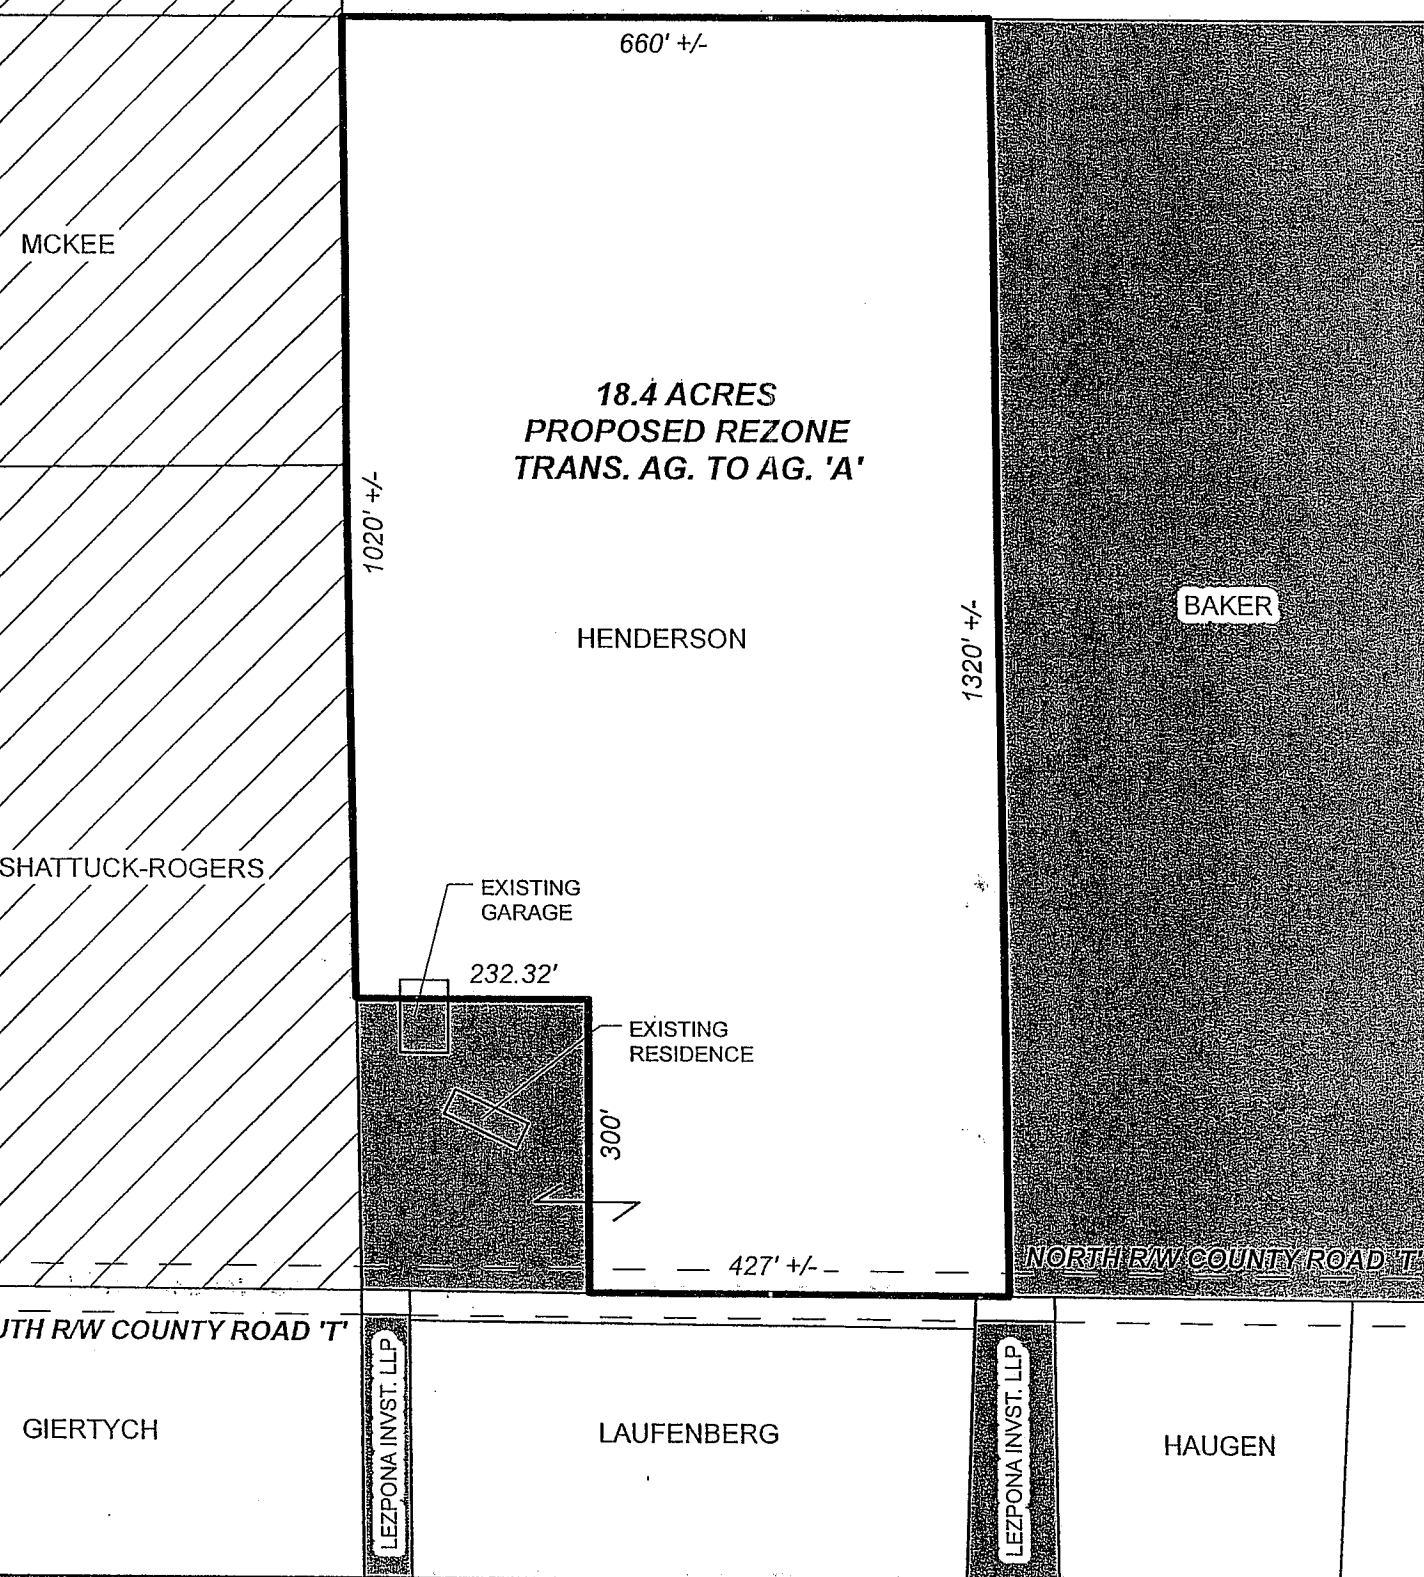 660' +/-
MCKEE
18.4 ACRES
PROPOSED REZONE
TRANS. AG. TO AG. 'A'
1020' +/-
BAKER
HENDERSON
1320' +/-
SHATTUCK-ROGERS
EXISTING
GARAGE
232.32'
EXISTING
RESIDENCE
300'
427' +/-
NORTH R/W COUNTY ROAD 'T'
UTH R/W COUNTY ROAD 'T'
GIERTYCH
LEZPONA INVST. LLP
LAUFENBERG
LEZPONA INVST. LLP
HAUGEN